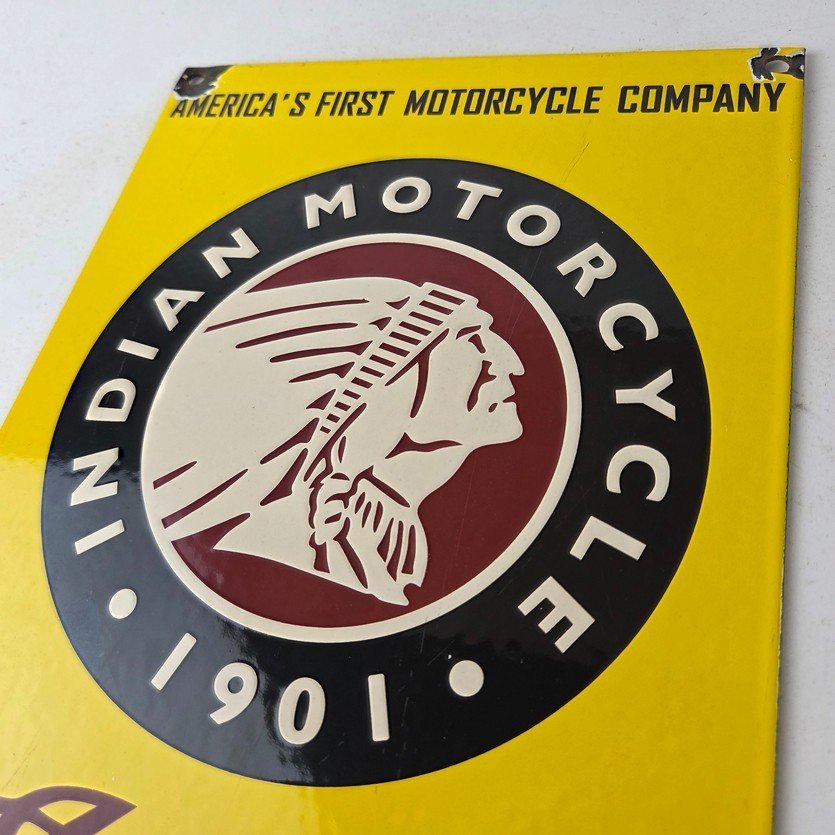 AMERICA'S FIRST MOTORCYCLE COMPANY
INDIAN MOTORCYCLE
• 1901 •